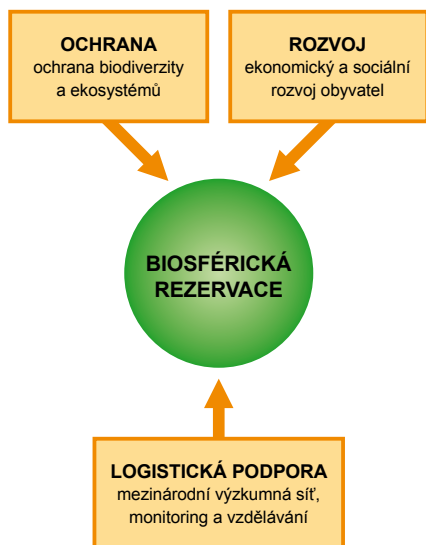 OCHRANA
ochrana biodiverzity
a ekosystémů
ROZVOJ
ekonomický a sociální
rozvoj obyvatel
BIOSFÉRICKÁ
REZERVACE
LOGISTICKÁ PODPORA
mezinárodní výzkumná síť,
monitoring a vzdělávání